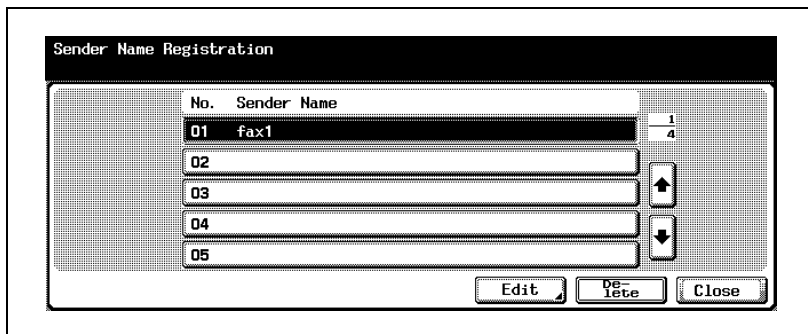 Sender Name Registration
No. Sender Name
01 fax1
1
4
02
03
04
05
Edit De-
lete Close